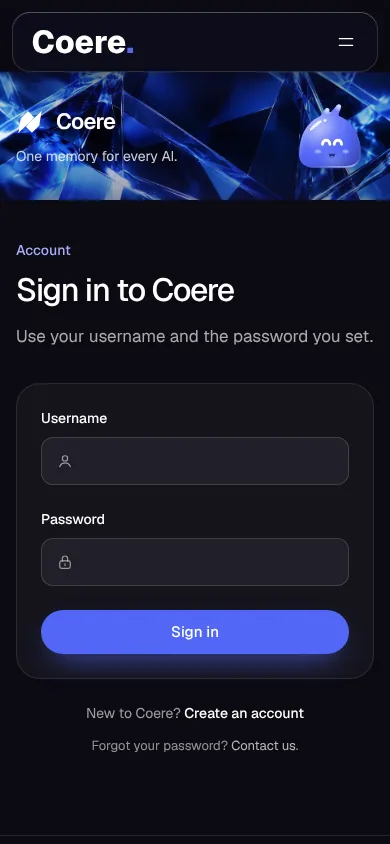 Coere.
Coere
One memory for every AI.
Account
Sign in to Coere
Use your username and the password you set.
Username
Password
Sign in
New to Coere? Create an account
Forgot your password? Contact us.